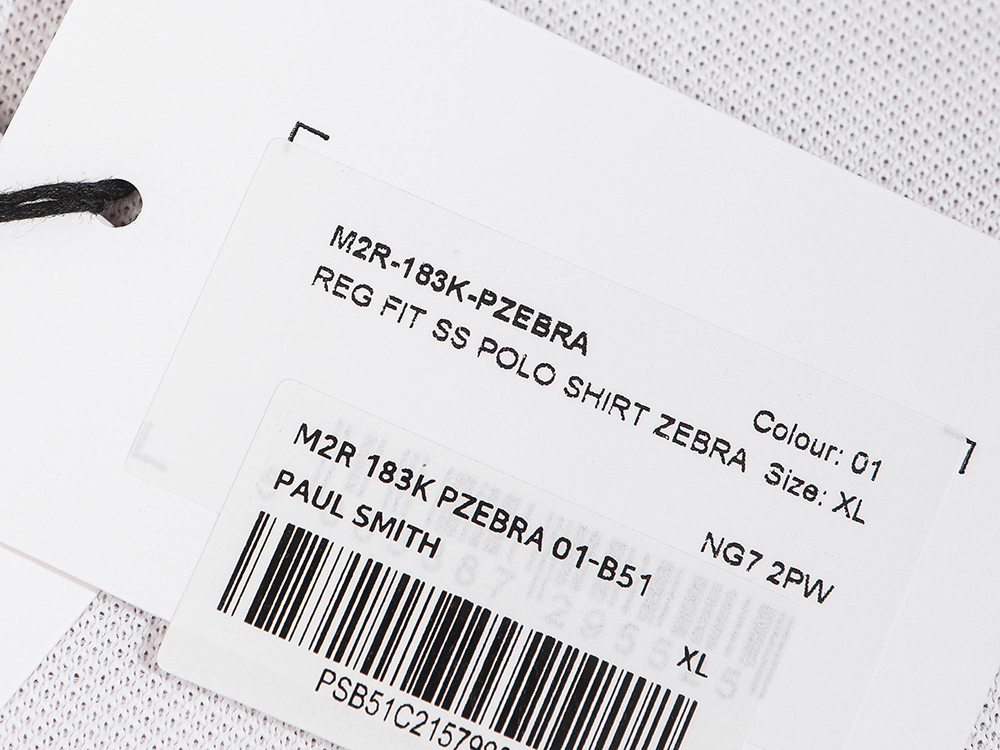 M2R-183K-PZEBRA
REG FIT SS POLO SHIRT ZEBRA
Colour: 01
Size: XL
NG7 2PW
M2R 183K PZEBRA 01-B51
PAUL SMITH
XL